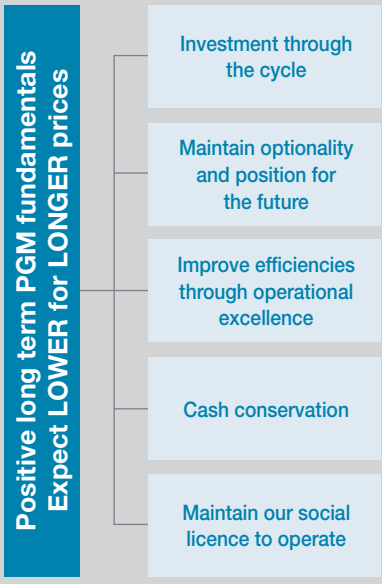 Positive long term PGM fundamentals
Expect LOWER for LONGER prices
Investment through
the cycle
Maintain optionality
and position for
the future
Improve efficiencies
through operational
excellence
Cash conservation
Maintain our social
licence to operate